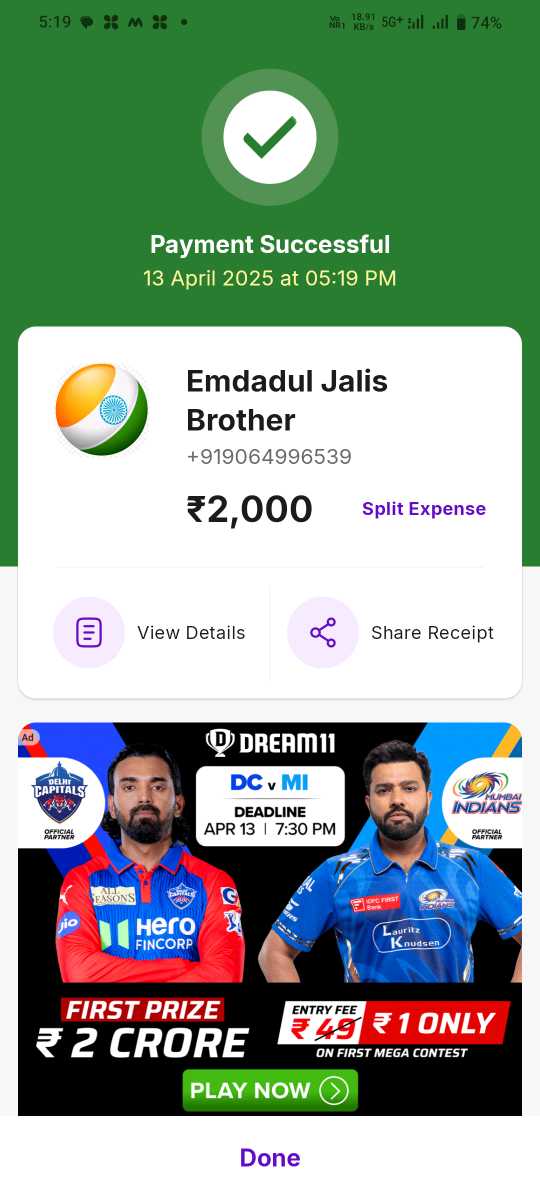 5:19
Vo NR1 18.91 KB/s 5G+ 74%
Payment Successful
13 April 2025 at 05:19 PM
Emdadul Jalis
Brother
+919064996539
₹2,000
Split Expense
View Details
Share Receipt
Ad
DREAM11
DELHI
CAPITALS
OFFICIAL
PARTNER
DC v MI
DEADLINE
APR 13 | 7:30 PM
MUMBAI
INDIANS
OFFICIAL
PARTNER
ALL
SEASONS
CAPITALS
jio
Hero
FINCORP
IDFC FIRST
Bank
Lauritz
Knudsen
FIRST PRIZE
₹ 2 CRORE
ENTRY FEE
₹ 49
₹ 1 ONLY
ON FIRST MEGA CONTEST
PLAY NOW
Done